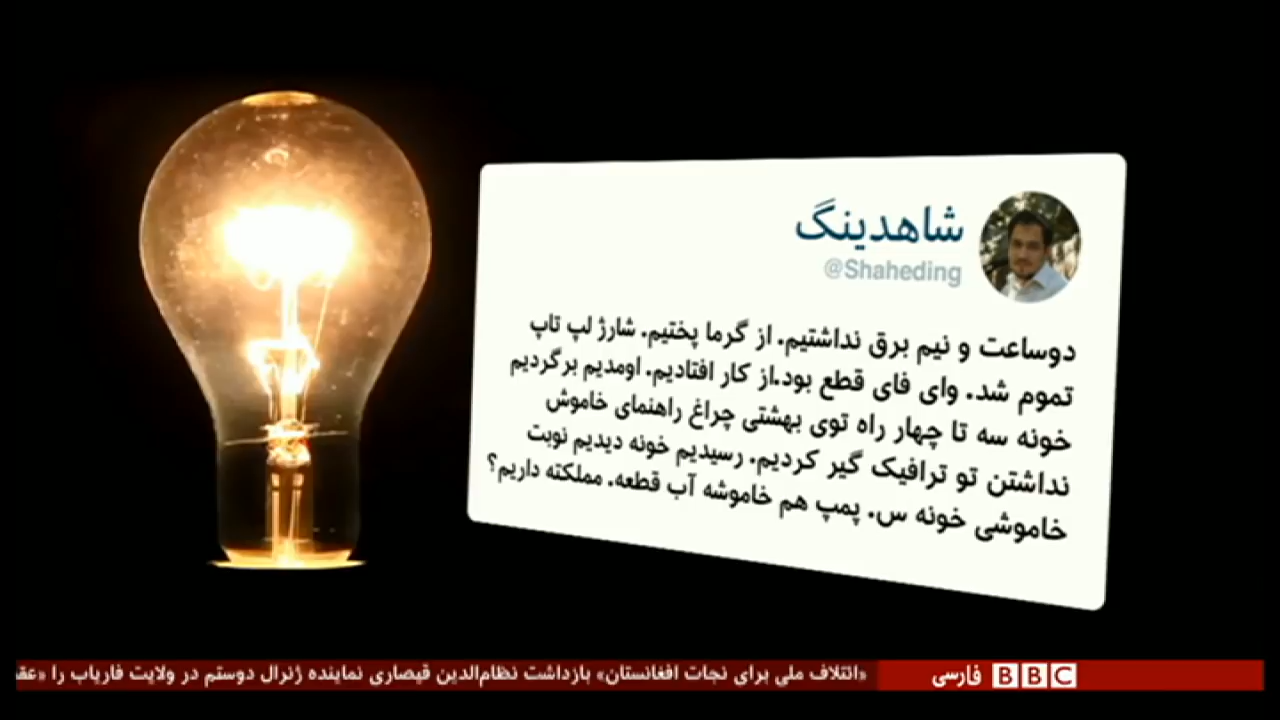 شاهدینگ
@Shaheding
دوساعت و نیم برق نداشتیم. از گرما پختیم. شارژ لپ تاپ
تموم شد. وای فای قطع بود.از کار افتادیم. اومدیم برگردیم
خونه سه تا چهار راه توی بهشتی چراغ راهنمای خاموش
نداشتن تو ترافیک گیر کردیم. رسیدیم خونه دیدیم نوبت
خاموشی خونه س. پمپ هم خاموشه آب قطعه. مملکته داریم؟
BBC فارسی
«ائتلاف ملی برای نجات افغانستان» بازداشت نظام‌الدین قیصاری نماینده ژنرال دوستم در ولایت فاریاب را